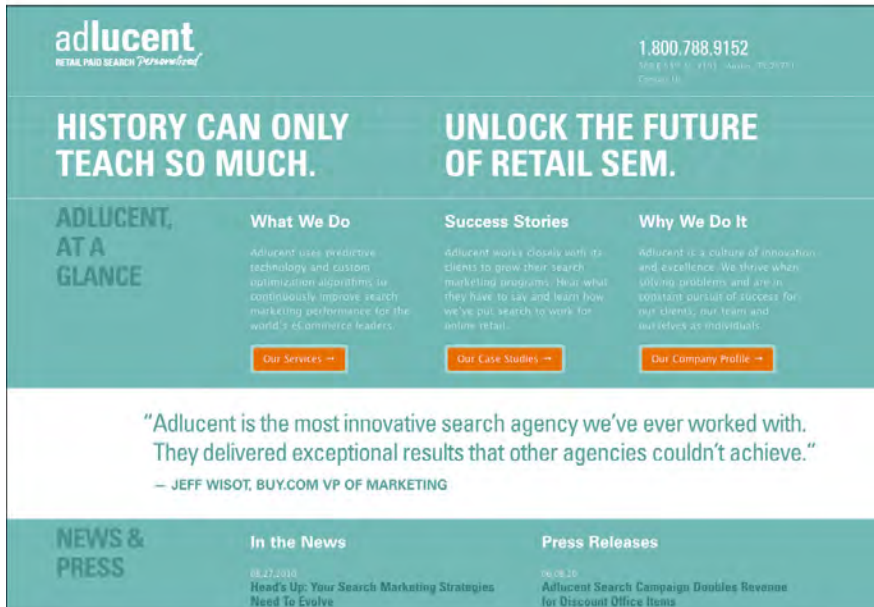 adlucent
RETAIL PAID SEARCH Personalized
1.800.788.9152
Contact Us
HISTORY CAN ONLY
TEACH SO MUCH.
UNLOCK THE FUTURE
OF RETAIL SEM.
ADLUCENT,
AT A
GLANCE
What We Do
Adlucent uses predictive
technology and custom
optimization algorithms to
continuously improve search
marketing performance for the
world's eCommerce leaders.
Our Services →
Success Stories
Adlucent works closely with its
clients to grow their search
marketing programs. Hear what
they have to say and learn how
we've put search to work for
online retail.
Our Case Studies →
Why We Do It
Adlucent is a culture of innovation
and excellence. We thrive when
solving problems and are in
constant pursuit of success for
our clients, our team and
ourselves as individuals.
Our Company Profile →
“Adlucent is the most innovative search agency we’ve ever worked with.
They delivered exceptional results that other agencies couldn’t achieve.”
— JEFF WISOT, BUY.COM VP OF MARKETING
NEWS &
PRESS
In the News
08.27.2010
Head's Up: Your Search Marketing Strategies
Need To Evolve
Press Releases
Adlucent Search Campaign Doubles Revenue
for Discount Office Items